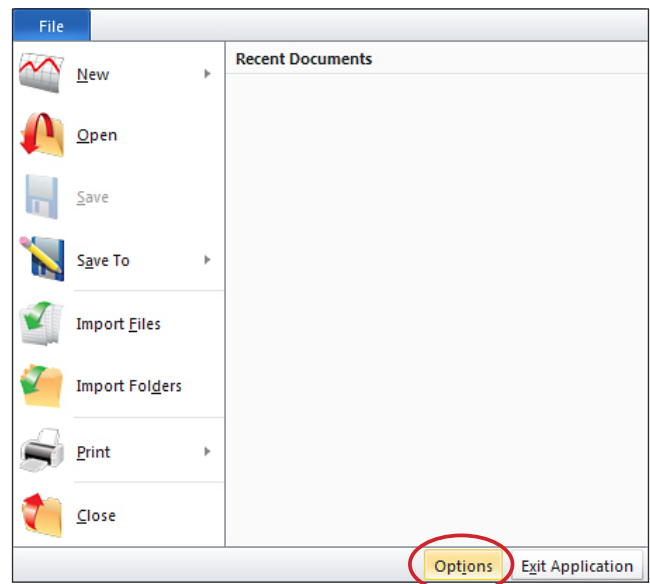 File
New
Open
Save
Save To
Import Files
Import Folders
Print
Close
Recent Documents
Options
Exit Application